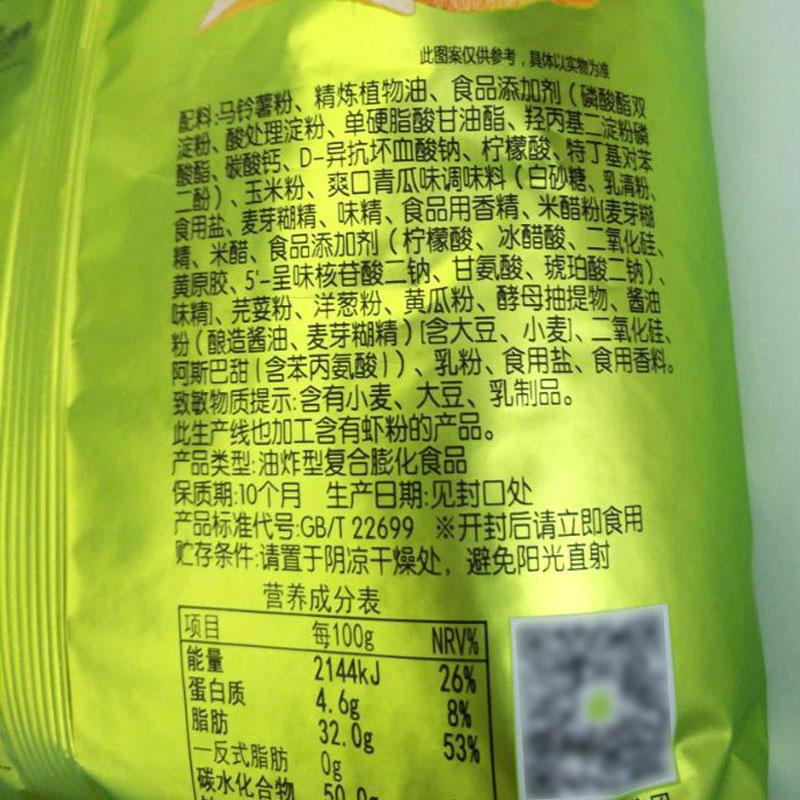 此图案仅供参考，具体以实物为准
配料:马铃薯粉、精炼植物油、食品添加剂（磷酸酯双
淀粉、酸处理淀粉、单硬脂酸甘油酯、羟丙基二淀粉磷
酸酯、碳酸钙、D-异抗坏血酸钠、柠檬酸、特丁基对苯
二酚）、玉米粉、爽口青瓜味调味料（白砂糖、乳清粉、
食用盐、麦芽糊精、味精、食品用香精、米醋粉[麦芽糊
精、米醋、食品添加剂（柠檬酸、冰醋酸、二氧化硅、
黄原胶、5'-呈味核苷酸二钠、甘氨酸、琥珀酸二钠）、
味精]、芫荽粉、洋葱粉、黄瓜粉、酵母抽提物、酱油
粉（酿造酱油、麦芽糊精）[含大豆、小麦]、二氧化硅、
阿斯巴甜（含苯丙氨酸））、乳粉、食用盐、食用香料。
致敏物质提示:含有小麦、大豆、乳制品。
此生产线也加工含有虾粉的产品。
产品类型:油炸型复合膨化食品
保质期:10个月 生产日期:见封口处
产品标准代号:GB/T 22699 ※开封后请立即食用
贮存条件:请置于阴凉干燥处，避免阳光直射
营养成分表
项目 每100g NRV%
能量 2144kJ 26%
蛋白质 4.6g 8%
脂肪 32.0g 53%
—反式脂肪 0g
碳水化合物 50.0g